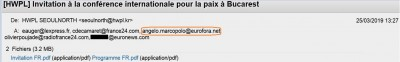 [HWPL] Invitation à la conférence internationale pour la paix à Bucarest
De: HWPL SEOULNORTH <seoulnorth@hwpl.kr>
25/03/2019 13:27
A: eauger@lexpress.fr, cdecamaret@france24.com, angelo.marcopolo@eurofora.net
olivierpoujade@radiofrance24.com, @euronews.com
2 Fichiers (3.2 MB)
Invitation FR.pdf (application/pdf) Programme FR.pdf (application/pdf)